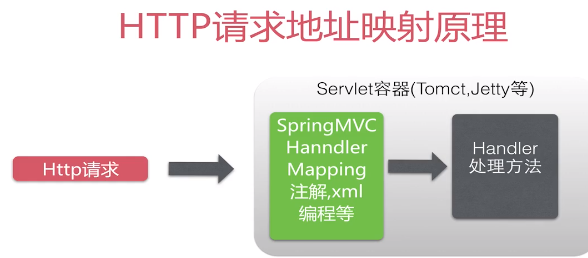 HTTP请求地址映射原理
Servlet容器(Tomct,Jetty等)
Http请求
SpringMVC
Hanndler
Mapping
注解,xml
编程等
Handler
处理方法